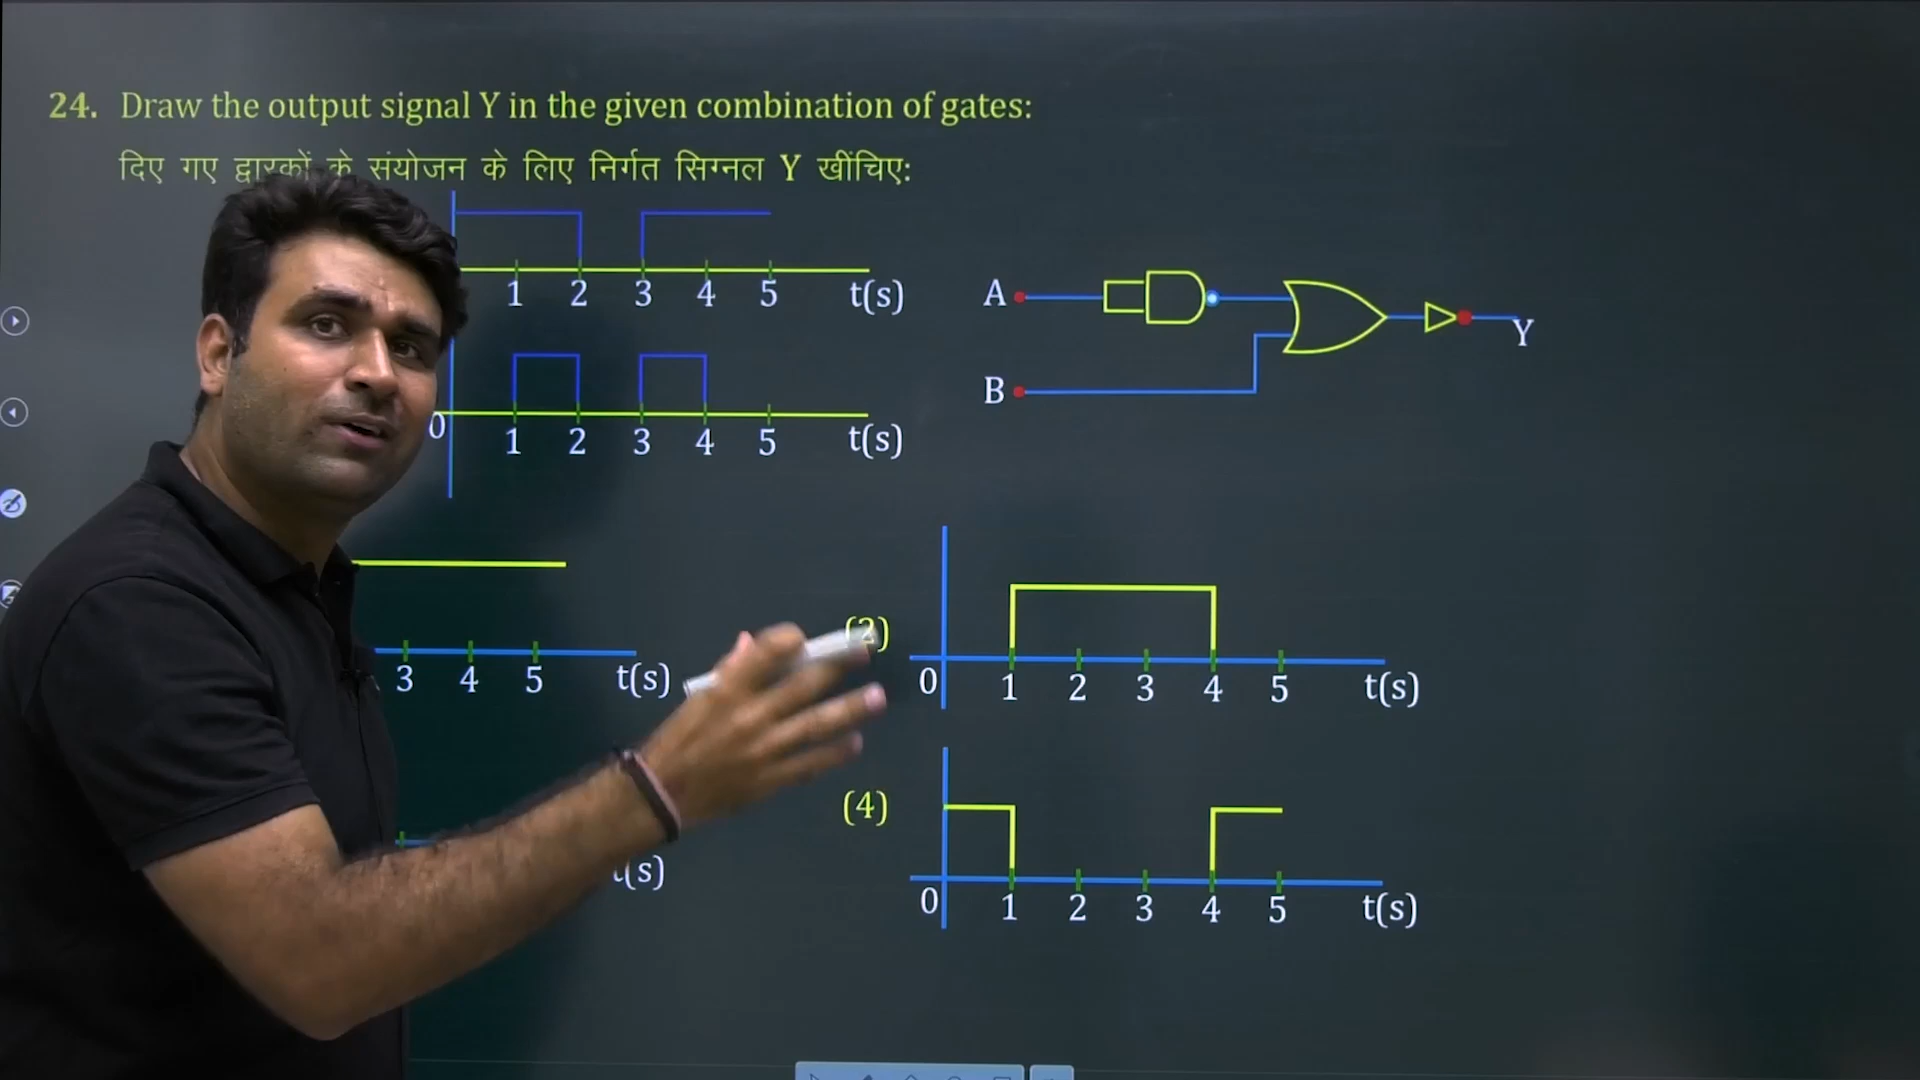 24. Draw the output signal Y in the given combination of gates:
दिए गए द्वारकों के संयोजन के लिए निर्गत सिग्नल Y खींचिए:
1 2 3 4 5 t(s)
0 1 2 3 4 5 t(s)
A
B
Y
3 4 5 t(s)
(2)
0 1 2 3 4 5 t(s)
t(s)
(4)
0 1 2 3 4 5 t(s)